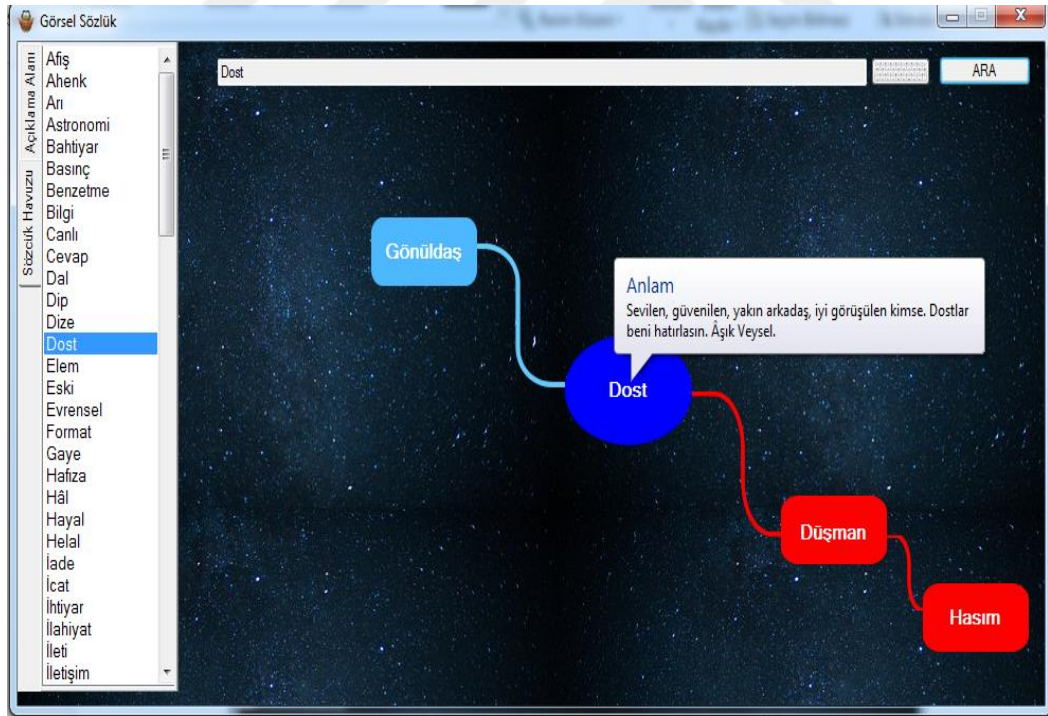 Görsel Sözlük
Açıklama Alanı
Sözcük Havuzu
Afiş
Ahenk
Arı
Astronomi
Bahtiyar
Basınç
Benzetme
Bilgi
Canlı
Cevap
Dal
Dip
Dize
Dost
Elem
Eski
Evrensel
Format
Gaye
Hafıza
Hâl
Hayal
Helal
İade
İcat
İhtiyar
İlahiyat
İleti
İletişim
Dost
ARA
Gönüldaş
Anlam
Sevilen, güvenilen, yakın arkadaş, iyi görüşülen kimse. Dostlar
beni hatırlasın. Âşık Veysel.
Dost
Düşman
Hasım